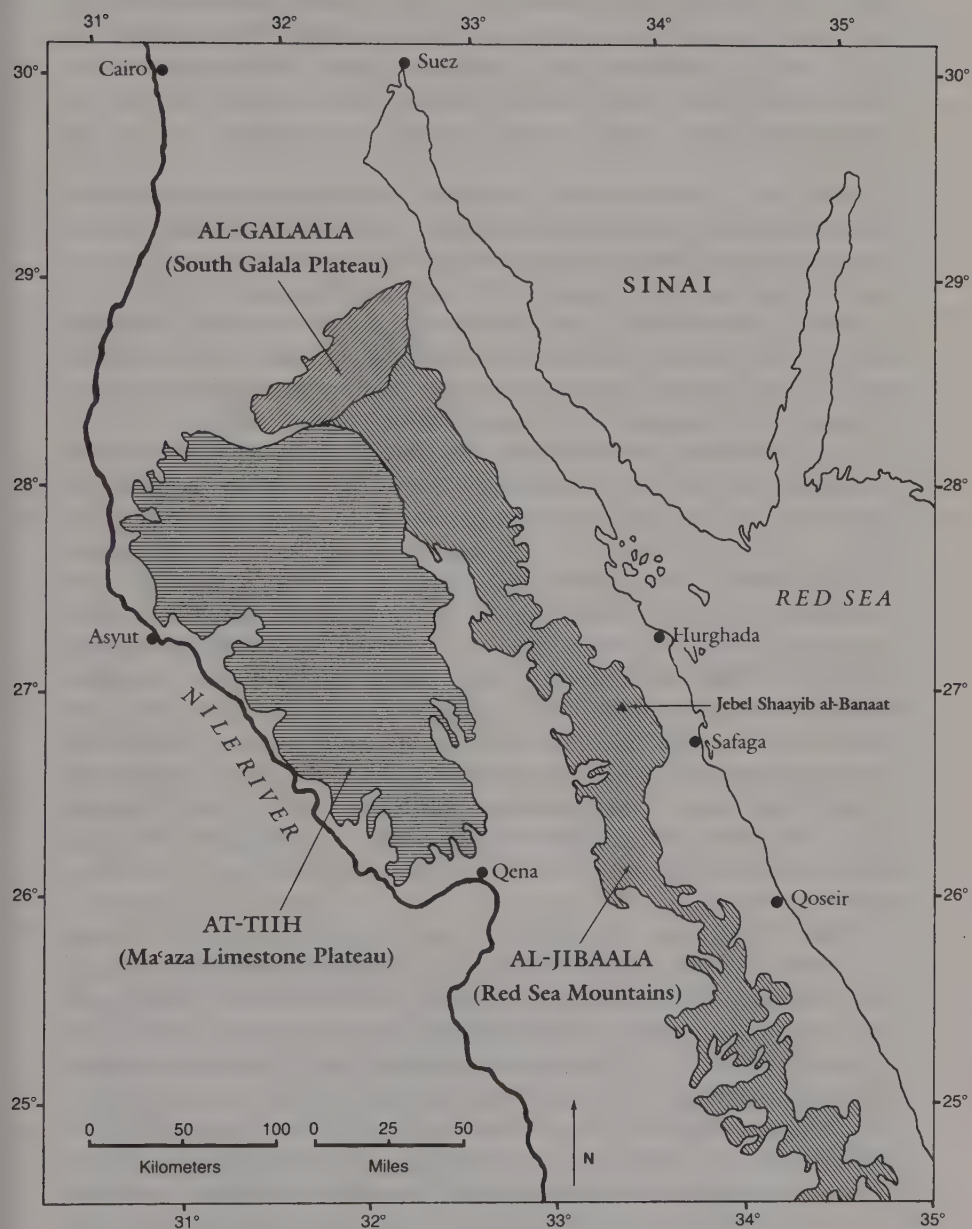 31° 32° 33° 34° 35°
30° Cairo Suez 30°
AL-GALAALA
(South Galala Plateau)
29° SINAI 29°
28° 28°
RED SEA
Asyut Hurghada
27° Jebel Shaayib al-Banaat 27°
Safaga
NILE RIVER
Qena
26° Qoseir 26°
AT-TIIH
(Maʿaza Limestone Plateau)
AL-JIBAALA
(Red Sea Mountains)
25° 25°
0 50 100 0 25 50
Kilometers Miles N
31° 32° 33° 34° 35°